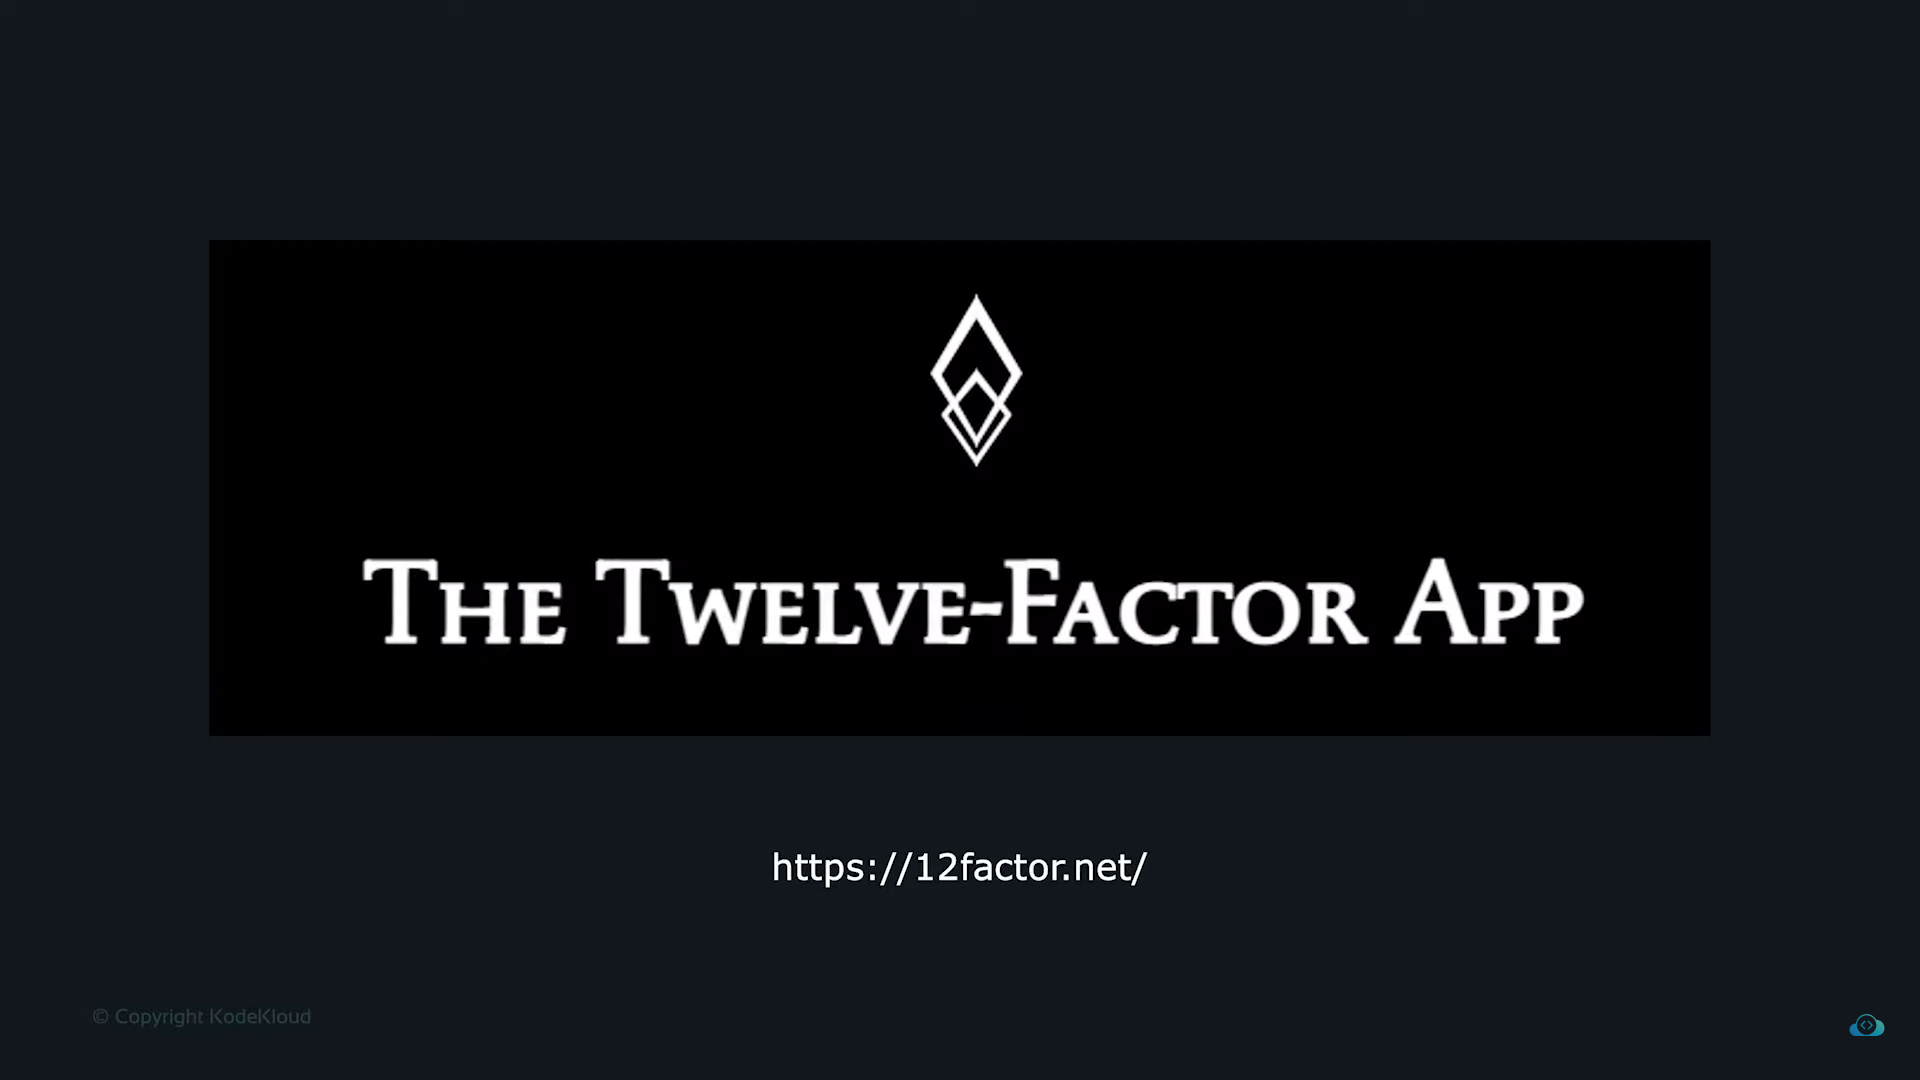 The Twelve-Factor App
https://12factor.net/
© Copyright KodeKloud